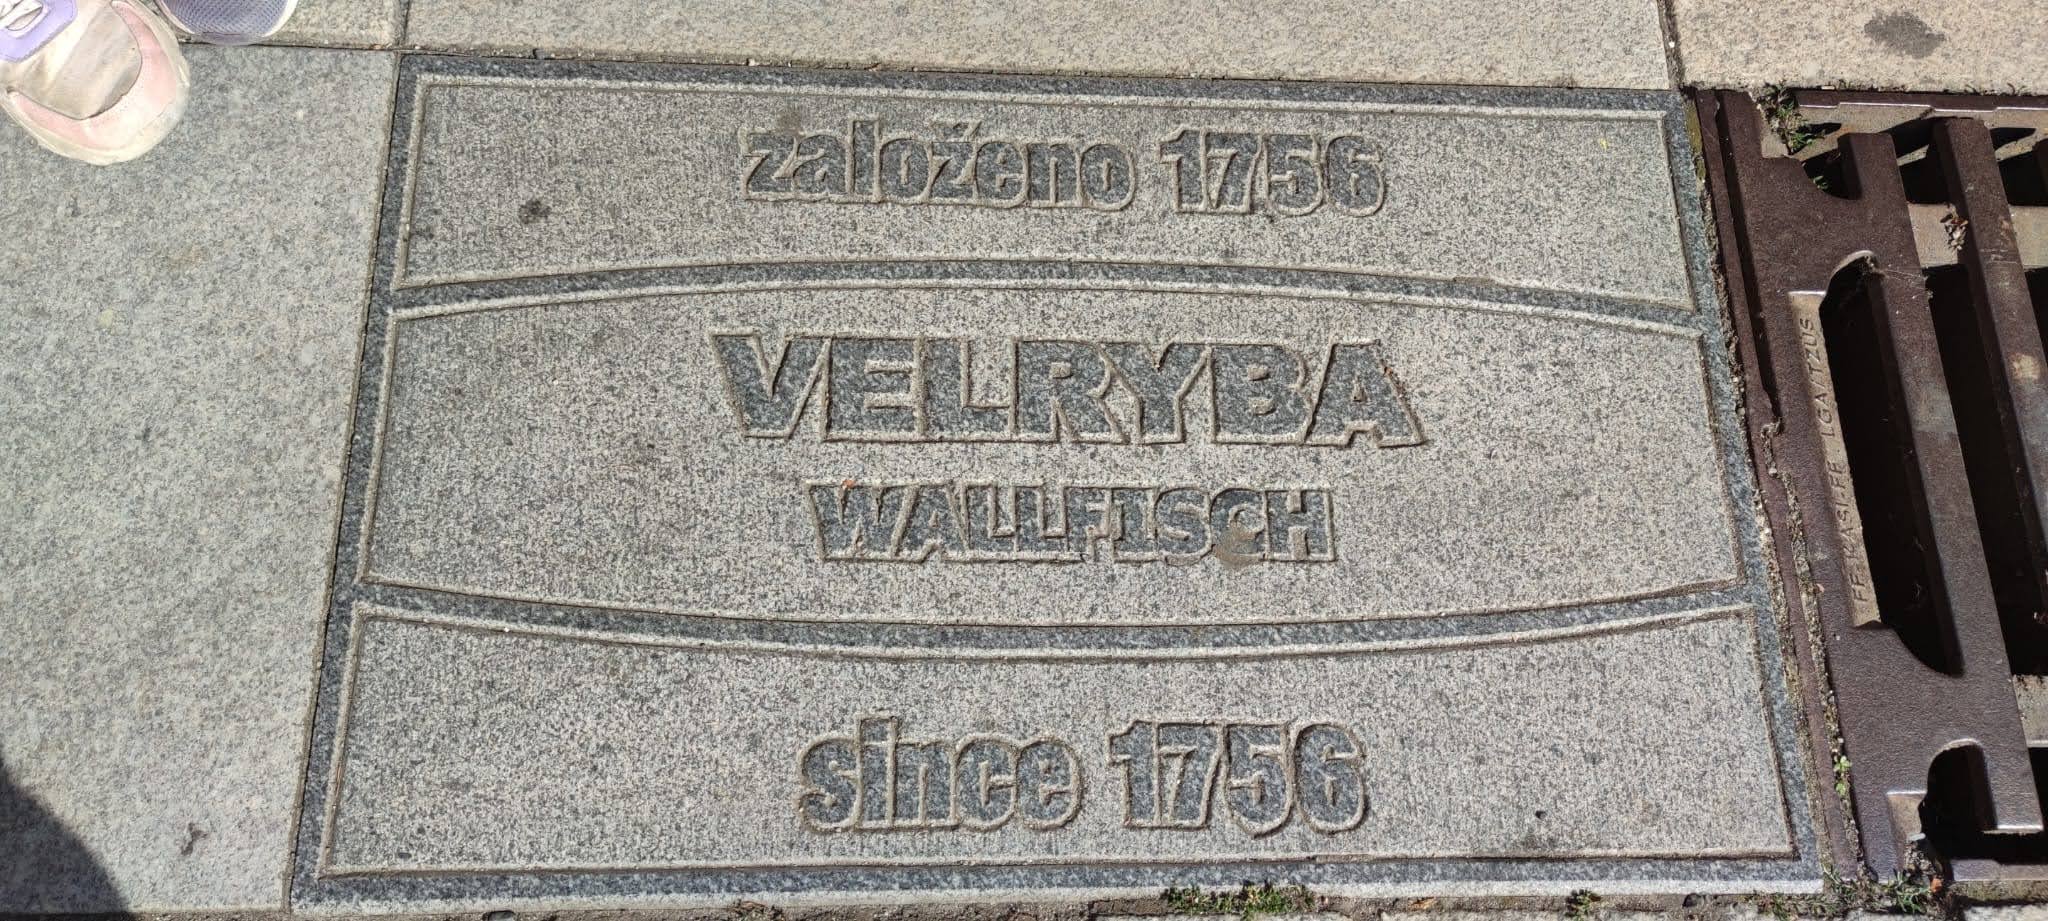 založeno 1756
VELRYBA
WALLFISCH
since 1756